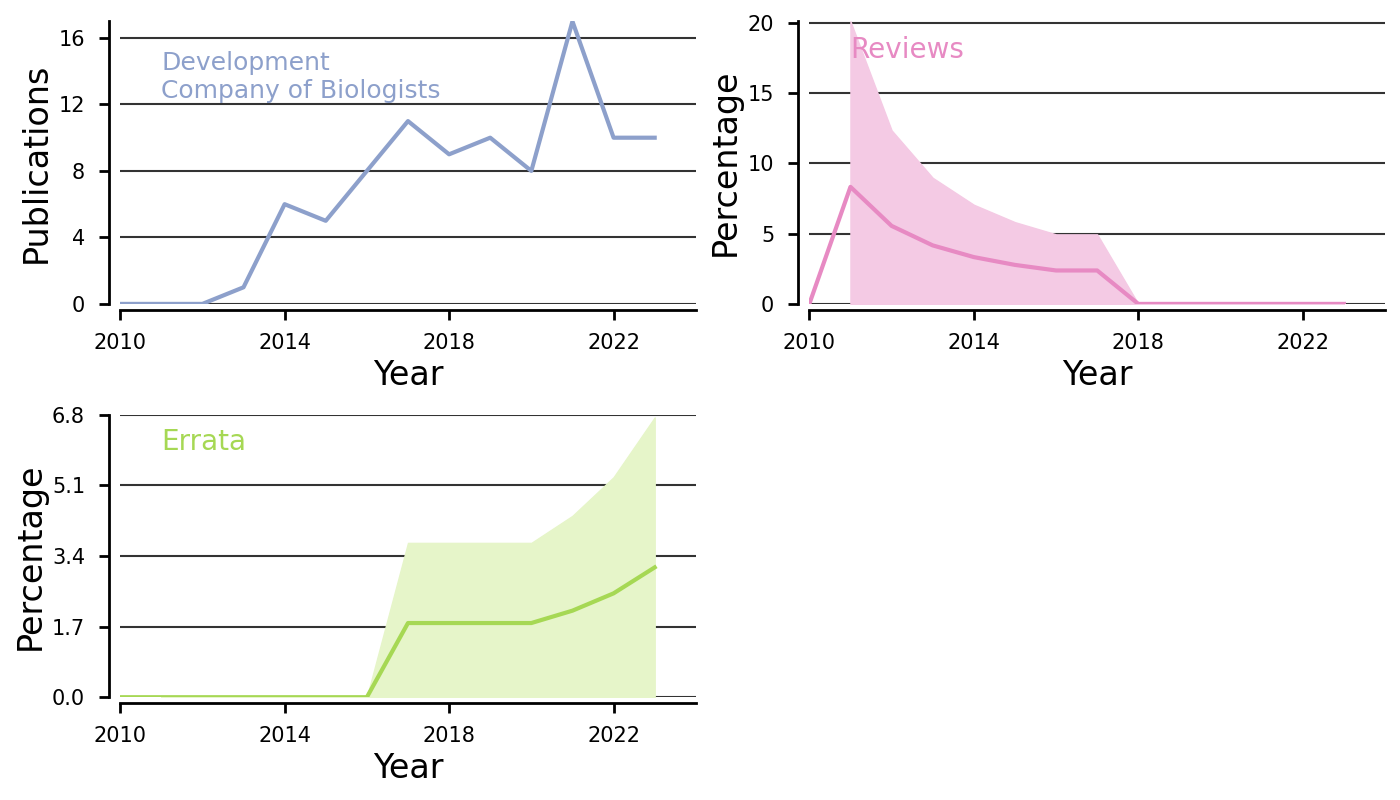 Publications
16
12
8
4
0
Development
Company of Biologists
2010
2014
2018
2022
Year
Percentage
20
15
10
5
0
Reviews
2010
2014
2018
2022
Year
Percentage
6.8
5.1
3.4
1.7
0.0
Errata
2010
2014
2018
2022
Year